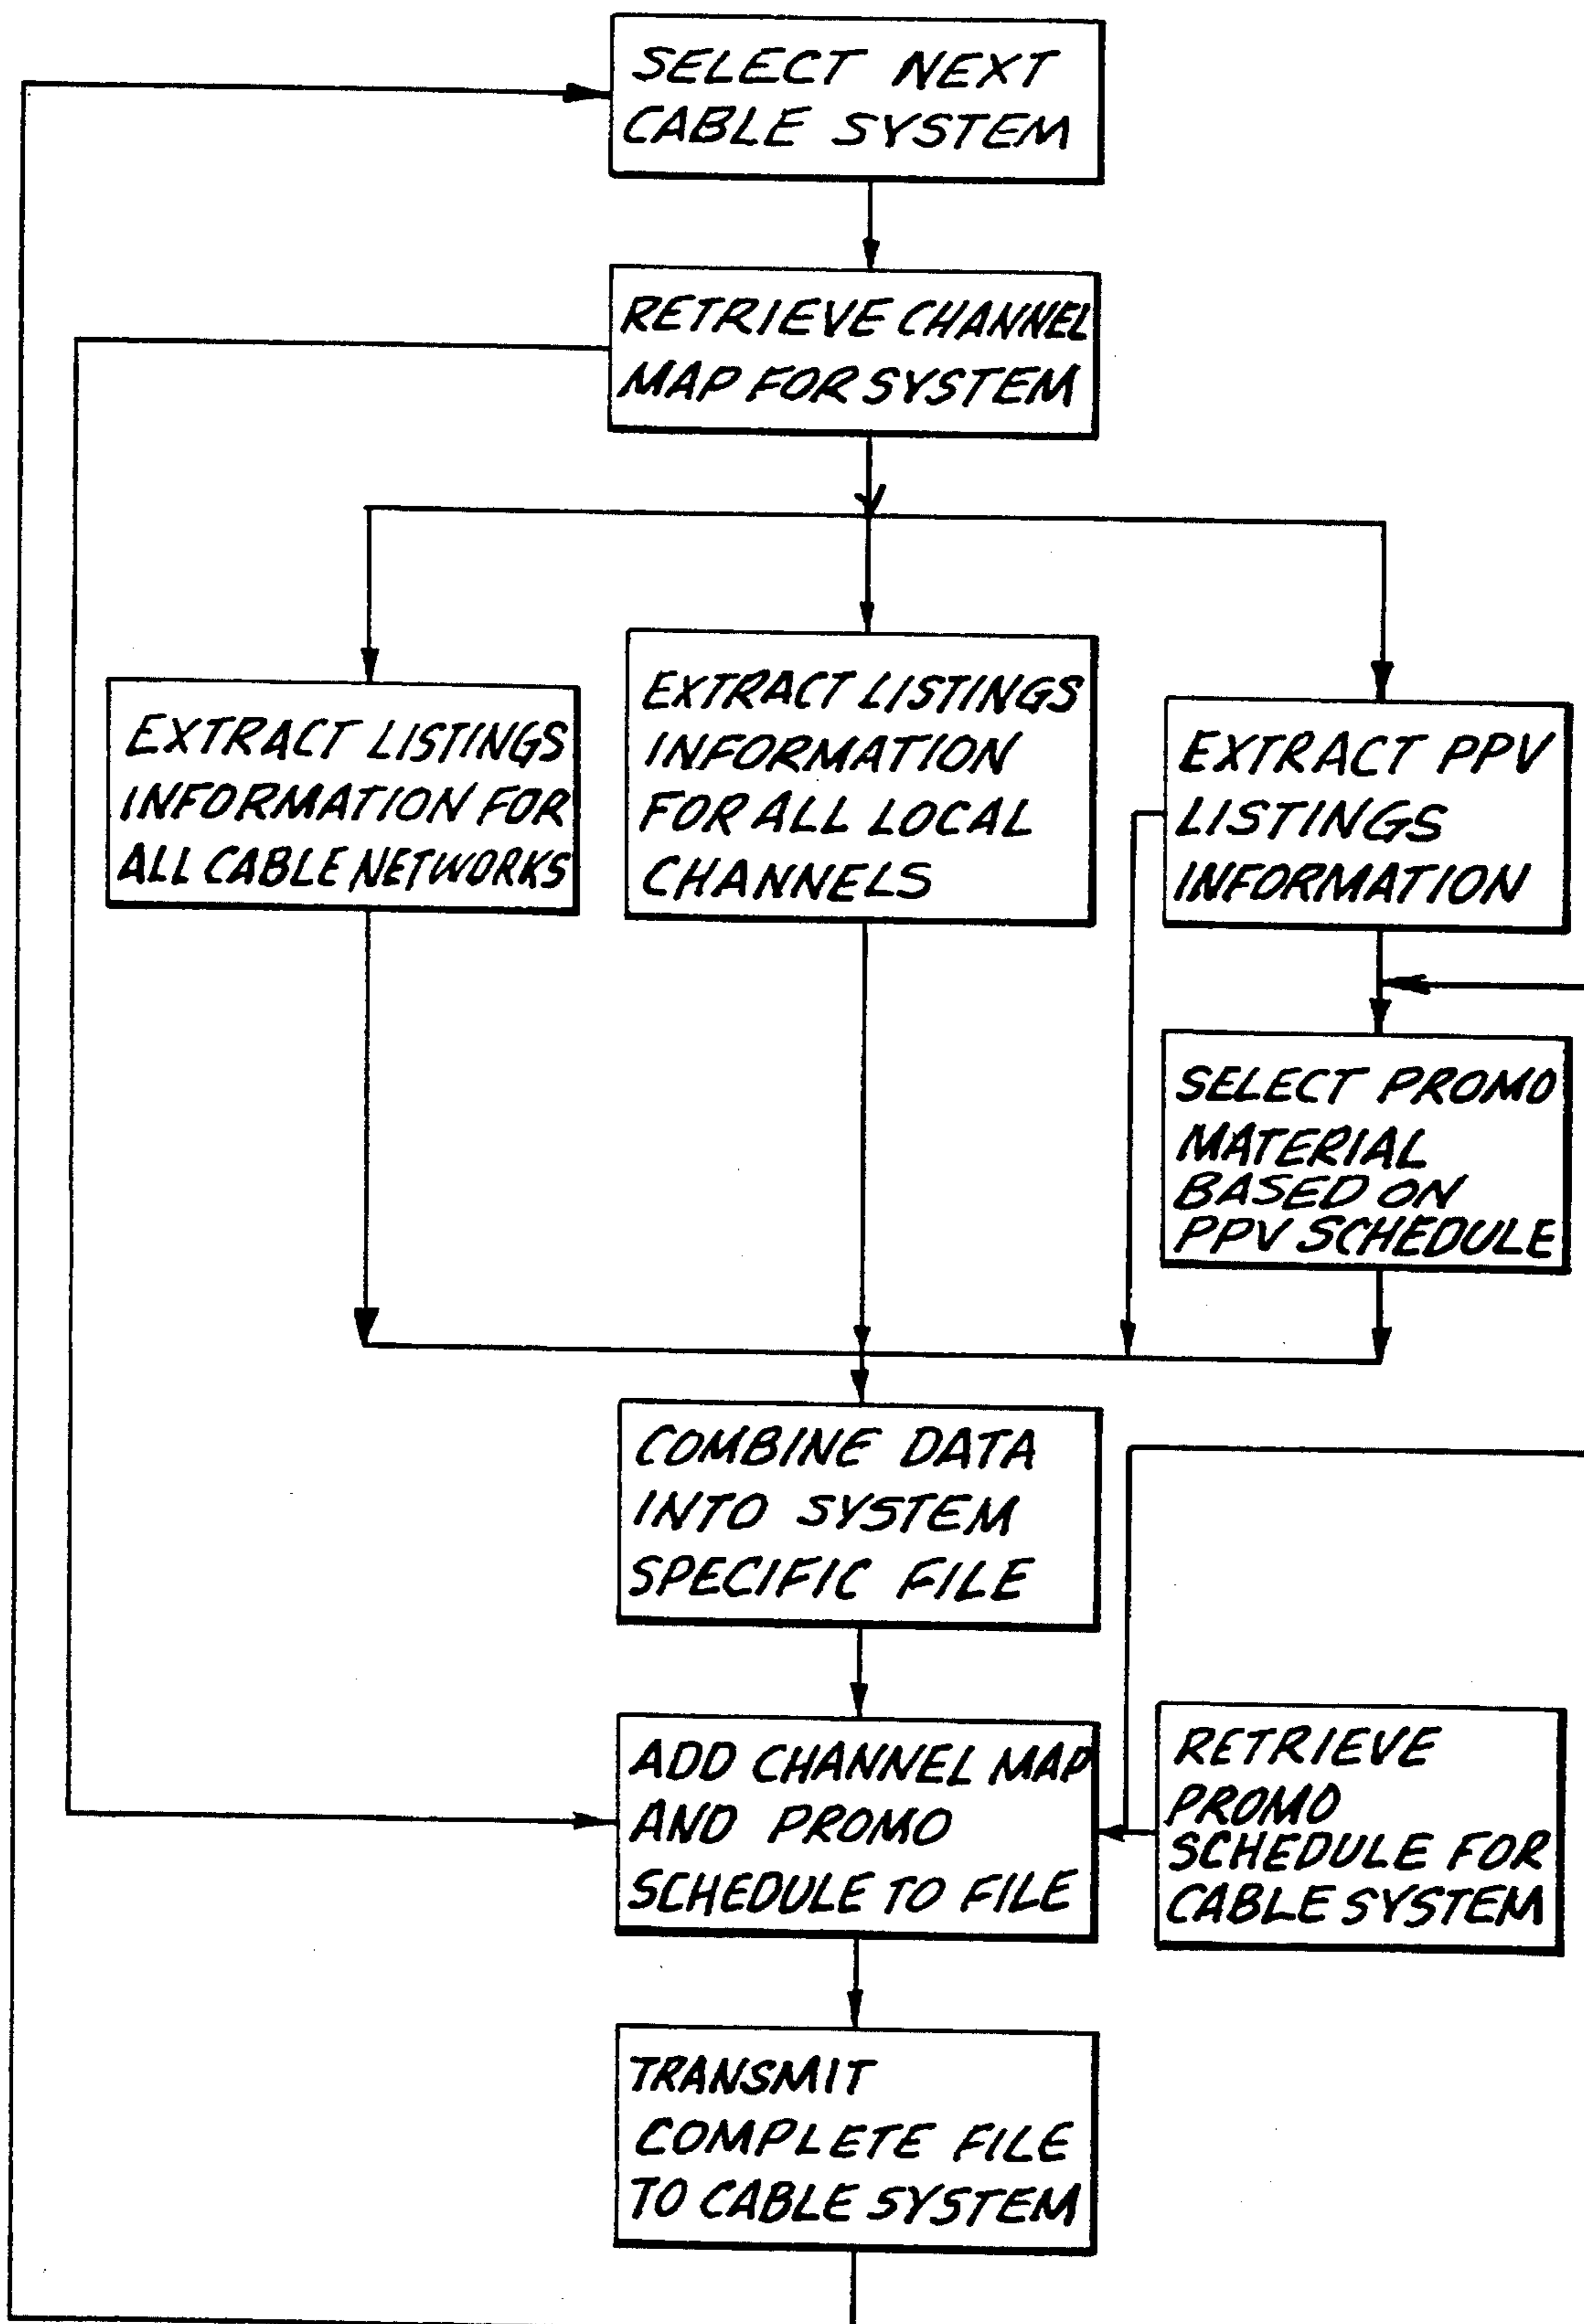 SELECT NEXT
CABLE SYSTEM
RETRIEVE CHANNEL
MAP FOR SYSTEM
EXTRACT LISTINGS
INFORMATION FOR
ALL CABLE NETWORKS
EXTRACT LISTINGS
INFORMATION
FOR ALL LOCAL
CHANNELS
EXTRACT PPV
LISTINGS
INFORMATION
SELECT PROMO
MATERIAL
BASED ON
PPV SCHEDULE
COMBINE DATA
INTO SYSTEM
SPECIFIC FILE
ADD CHANNEL MAP
AND PROMO
SCHEDULE TO FILE
RETRIEVE
PROMO
SCHEDULE FOR
CABLE SYSTEM
TRANSMIT
COMPLETE FILE
TO CABLE SYSTEM